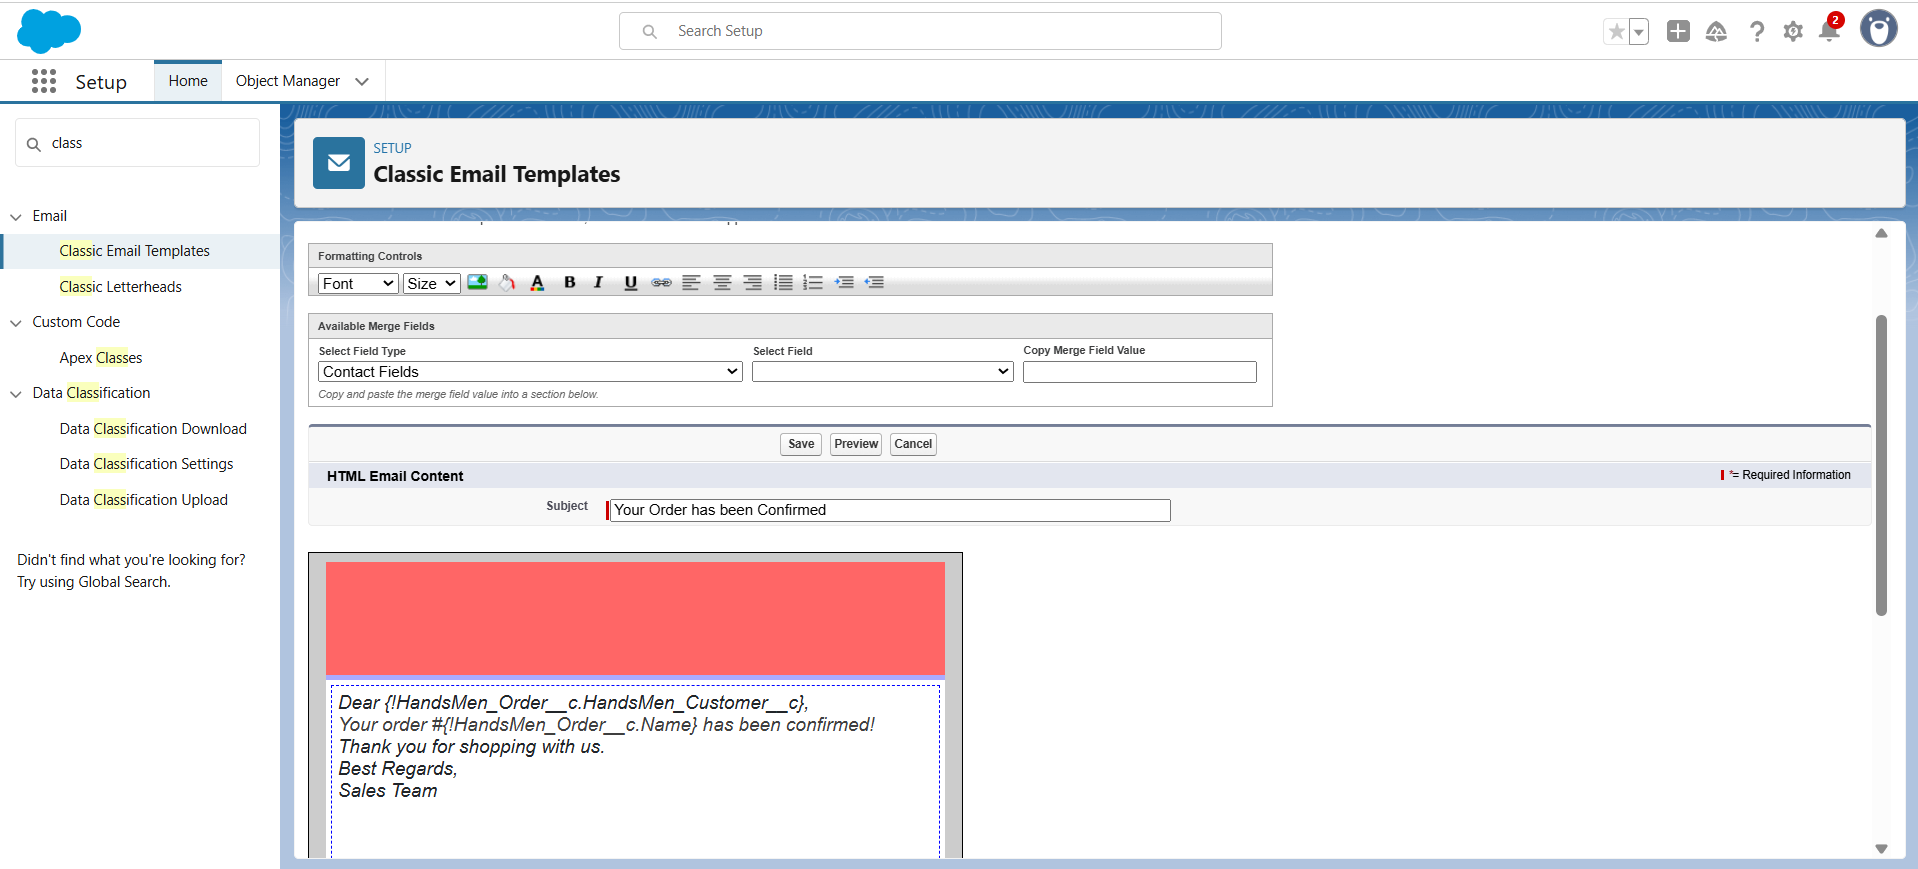 Search Setup
2
Setup
Home
Object Manager
class
SETUP
Classic Email Templates
Email
Classic Email Templates
Classic Letterheads
Custom Code
Apex Classes
Data Classification
Data Classification Download
Data Classification Settings
Data Classification Upload
Didn't find what you're looking for?
Try using Global Search.
Formatting Controls
Font Size A B I U
Available Merge Fields
Select Field Type Select Field Copy Merge Field Value
Contact Fields
Copy and paste the merge field value into a section below.
Save Preview Cancel
HTML Email Content *= Required Information
Subject Your Order has been Confirmed
Dear {!HandsMen_Order__c.HandsMen_Customer__c},
Your order #{!HandsMen_Order__c.Name} has been confirmed!
Thank you for shopping with us.
Best Regards,
Sales Team